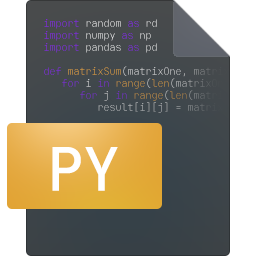 import random as rd
import numpy as np
import pandas as pd
def matrixSum(matrixOne, matr
for i in range(len(matrix
for j in range(len(mat
result[i][j] = matri
PY